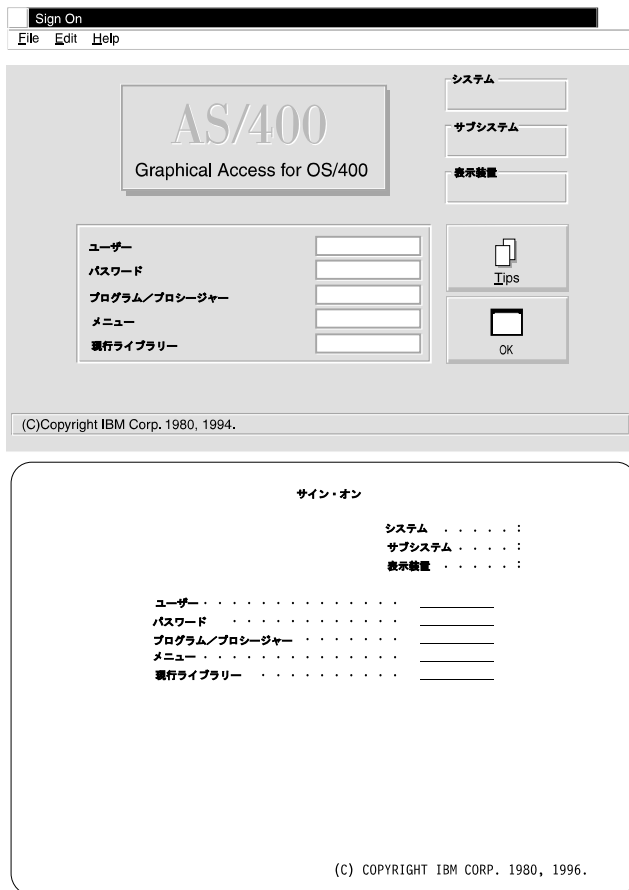 Sign On
File Edit Help
AS/400
Graphical Access for OS/400
システム
サブシステム
表示装置
ユーザー
パスワード
プログラム／プロシージャー
メニュー
現行ライブラリー
Tips
OK
(C)Copyright IBM Corp. 1980, 1994.
サイン・オン
システム . . . . . :
サブシステム . . . . :
表示装置 . . . . . :
ユーザー . . . . . . . . . . . . . .
パスワード . . . . . . . . . . . .
プログラム／プロシージャー . . . . . . .
メニュー . . . . . . . . . . . . . .
現行ライブラリー . . . . . . . . . .
(C) COPYRIGHT IBM CORP. 1980, 1996.